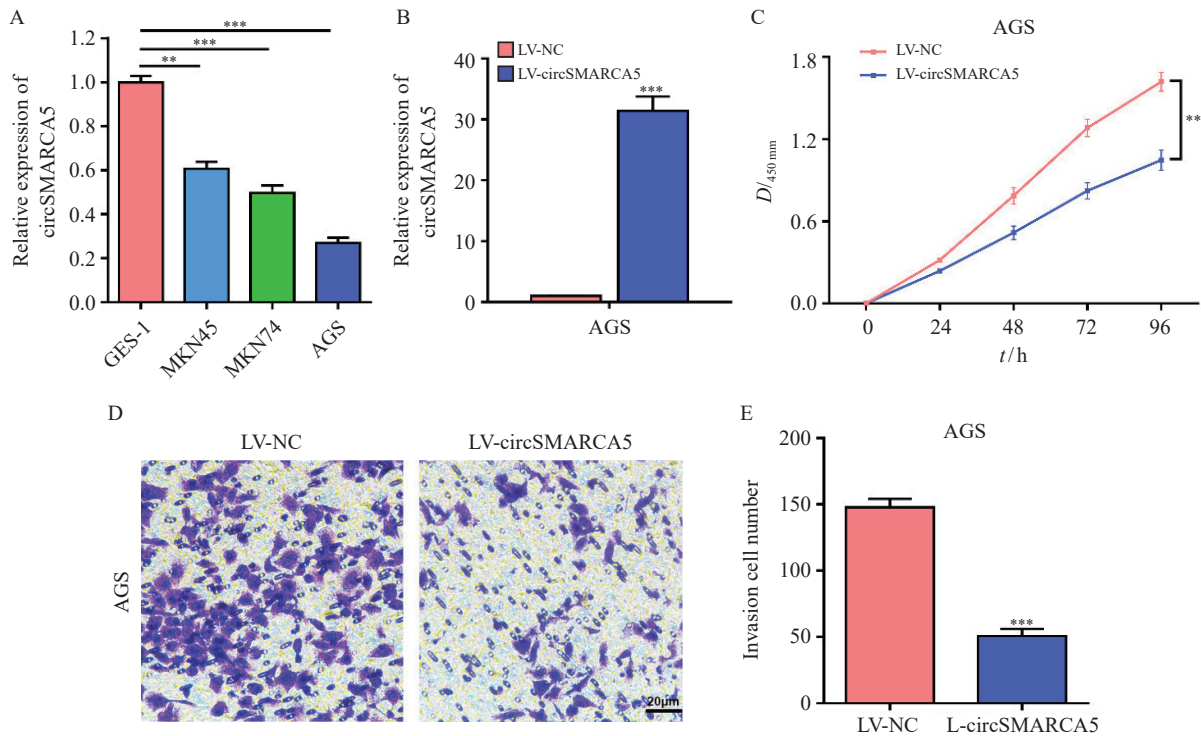 A
Relative expression of
circSMARCA5
1.2
1.0
0.8
0.6
0.4
0.2
0.0
***
***
**
GES-1
MKN45
MKN74
AGS
B
LV-NC
LV-circSMARCA5
Relative expression of
circSMARCA5
40
30
20
10
0
***
AGS
C
AGS
LV-NC
LV-circSMARCA5
D/450 mm
1.8
1.2
0.6
0.0
**
0
24
48
72
96
t/h
D
LV-NC
LV-circSMARCA5
AGS
20μm
E
AGS
Invasion cell number
200
150
100
50
0
***
LV-NC
L-circSMARCA5